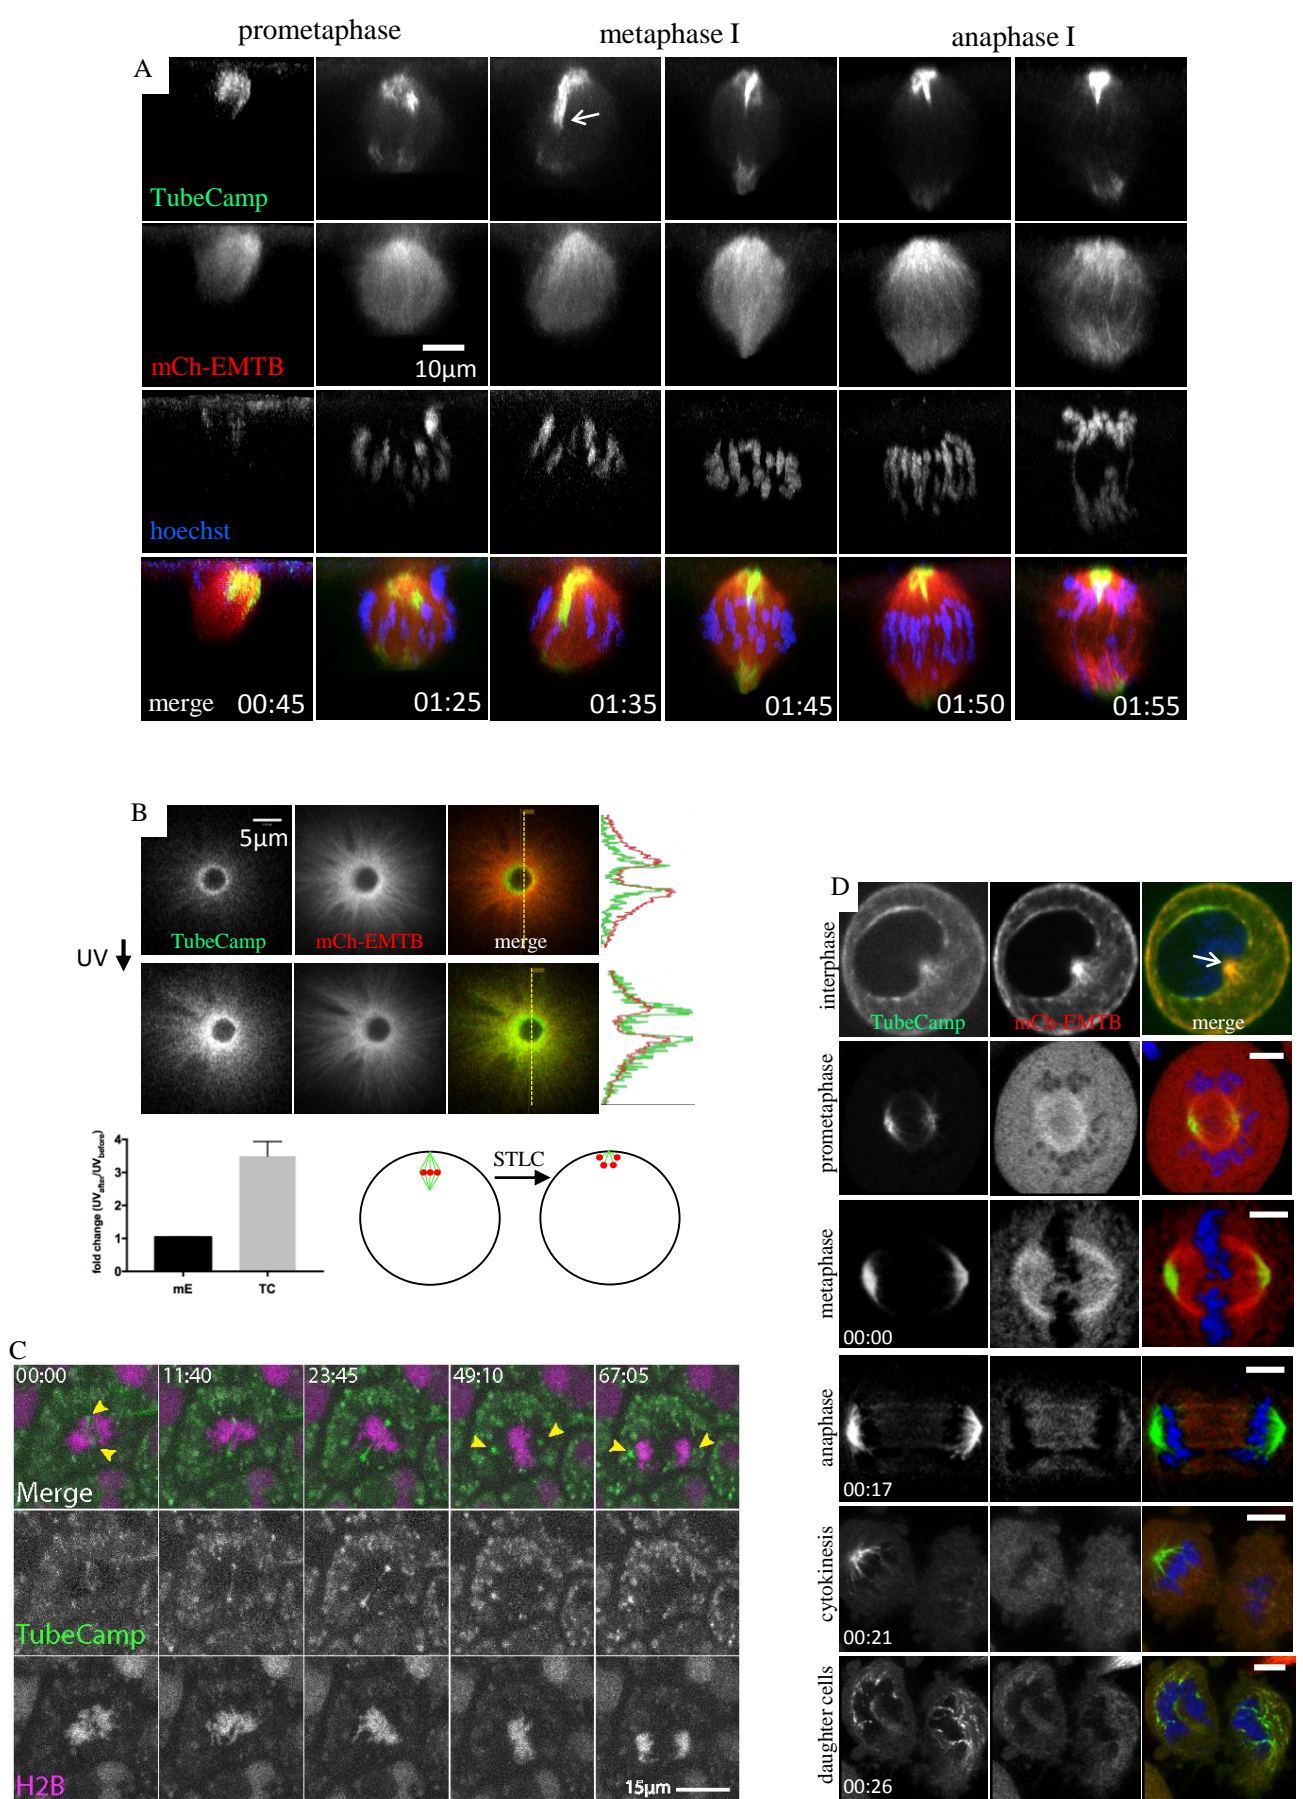 prometaphase
metaphase I
anaphase I
A
TubeCamp
mCh-EMTB
10µm
hoechst
merge 00:45
01:25
01:35
01:45
01:50
01:55
B
5µm
TubeCamp
mCh-EMTB
merge
UV
fold change (UVafter/UVbefore)
4
3
2
1
0
mE
TC
STLC
C
00:00
11:40
23:45
49:10
67:05
Merge
TubeCamp
H2B
15µm
D
interphase
TubeCamp
mCh-EMTB
merge
prometaphase
metaphase
00:00
anaphase
00:17
cytokinesis
00:21
daughter cells
00:26